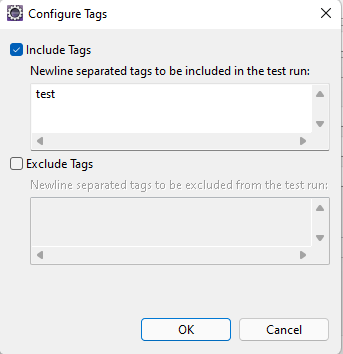 Configure Tags
Include Tags
Newline separated tags to be included in the test run:
test
Exclude Tags
Newline separated tags to be excluded from the test run:
OK
Cancel